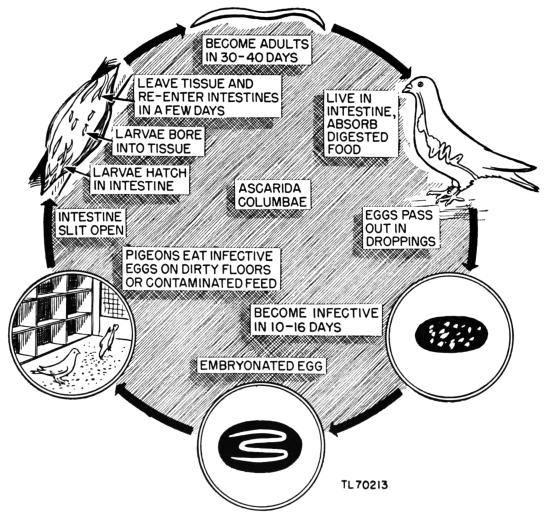 BECOME ADULTS
IN 30-40 DAYS
LEAVE TISSUE AND
RE-ENTER INTESTINES
IN A FEW DAYS
LARVAE BORE
INTO TISSUE
LARVAE HATCH
IN INTESTINE
INTESTINE
SLIT OPEN
LIVE IN
INTESTINE,
ABSORB
DIGESTED
FOOD
ASCARIDA
COLUMBAE
EGGS PASS
OUT IN
DROPPINGS
PIGEONS EAT INFECTIVE
EGGS ON DIRTY FLOORS
OR CONTAMINATED FEED
BECOME INFECTIVE
IN 10-16 DAYS
EMBRYONATED EGG
TL70213